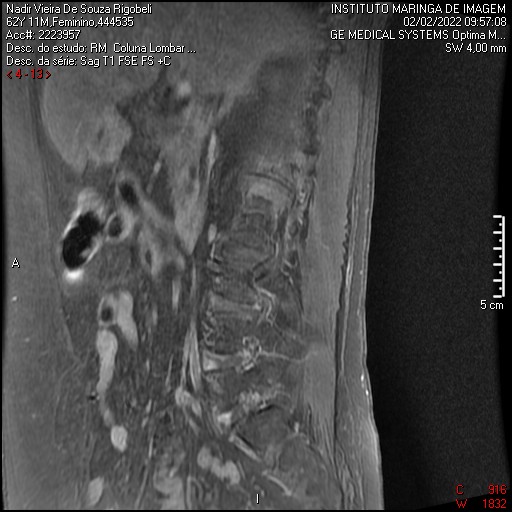 Nadir Vieira De Souza Rigobeli
62Y 11M,Feminino,444535
Acc#: 2223957
Desc. do estudo: RM Coluna Lombar ...
Desc. da série: Sag T1 FSE FS +C
<4-13>
INSTITUTO MARINGA DE IMAGEM
02/02/2022 09:57:08
GE MEDICAL SYSTEMS Optima M...
SW 4,00 mm
A
5 cm
I
C 916
W 1832